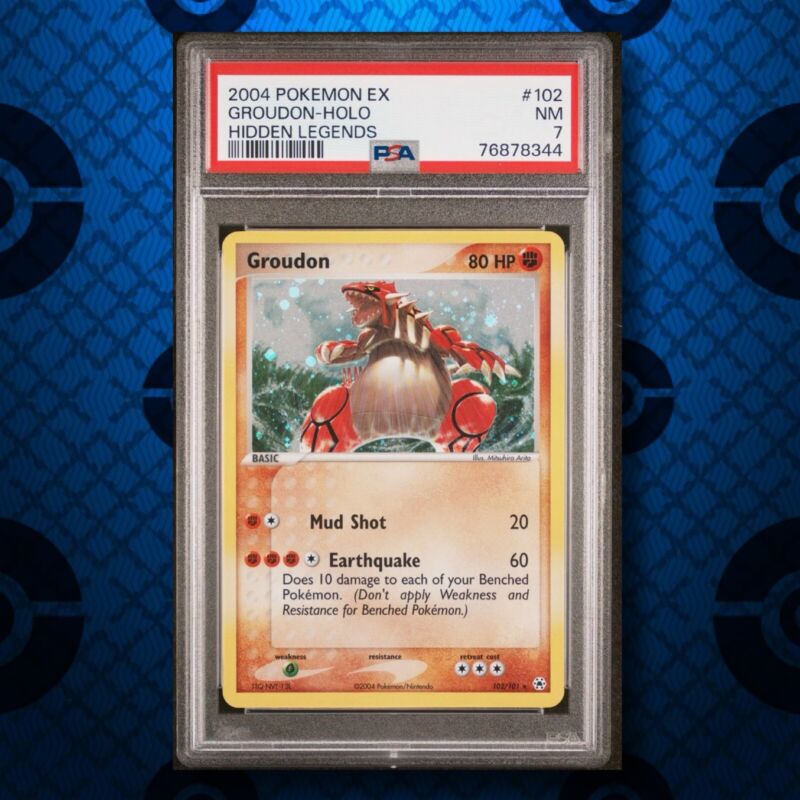 2004 POKEMON EX #102
GROUDON-HOLO NM
HIDDEN LEGENDS 7
PSA 76878344
Groudon 80 HP
BASIC Illus. Mitsuhiro Arita
Mud Shot 20
Earthquake 60
Does 10 damage to each of your Benched
Pokémon. (Don't apply Weakness and
Resistance for Benched Pokémon.)
weakness resistance retreat cost
©2004 Pokémon/Nintendo 102/101
PSA